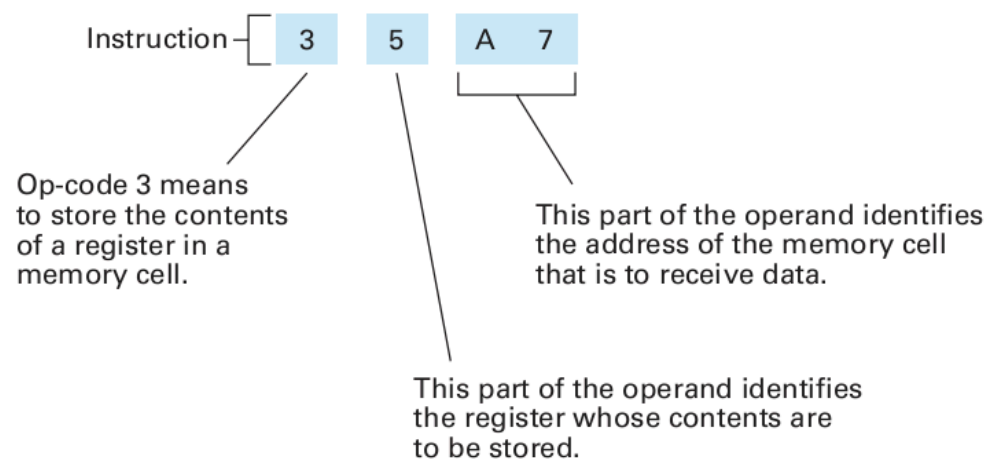 Instruction 3 5 A 7
Op-code 3 means
to store the contents
of a register in a
memory cell.
This part of the operand identifies
the address of the memory cell
that is to receive data.
This part of the operand identifies
the register whose contents are
to be stored.